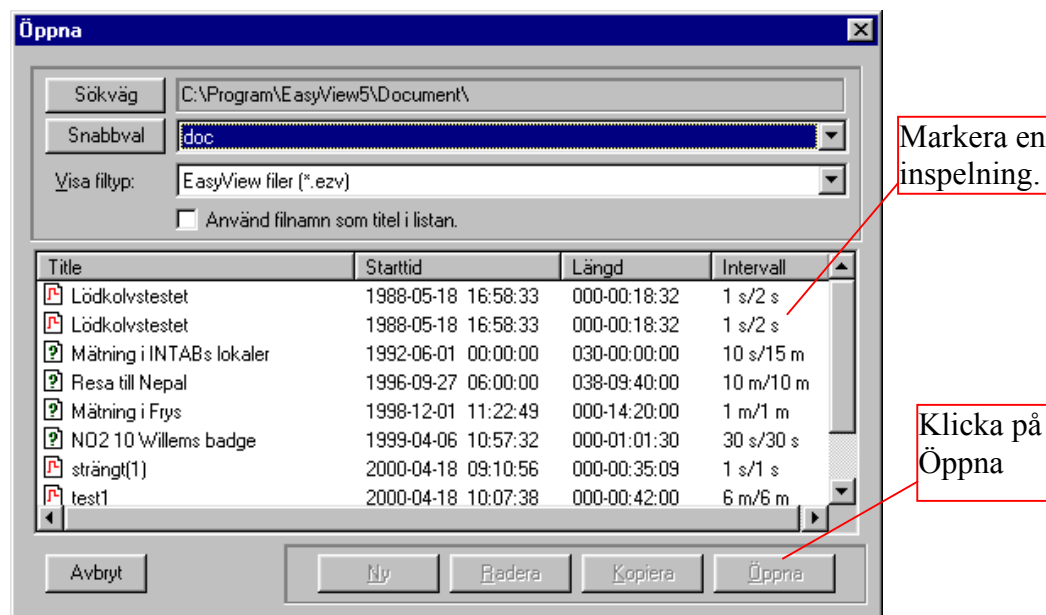 Öppna
Sökväg C:\Program\EasyView5\Document\
Snabbval doc
Visa filtyp: EasyView filer (*.ezv)
Använd filnamn som titel i listan.
Title Starttid Längd Intervall
Lödkolvstestet 1988-05-18 16:58:33 000-00:18:32 1 s/2 s
Lödkolvstestet 1988-05-18 16:58:33 000-00:18:32 1 s/2 s
Mätning i INTABs lokaler 1992-06-01 00:00:00 030-00:00:00 10 s/15 m
Resa till Nepal 1996-09-27 06:00:00 038-09:40:00 10 m/10 m
Mätning i Frys 1998-12-01 11:22:49 000-14:20:00 1 m/1 m
NO2 10 Willems badge 1999-04-06 10:57:32 000-01:01:30 30 s/30 s
strängt(1) 2000-04-18 09:10:56 000-00:35:09 1 s/1 s
test1 2000-04-18 10:07:38 000-00:42:00 6 m/6 m
Avbryt Ny Radera Kopiera Öppna
Markera en
inspelning.
Klicka på
Öppna